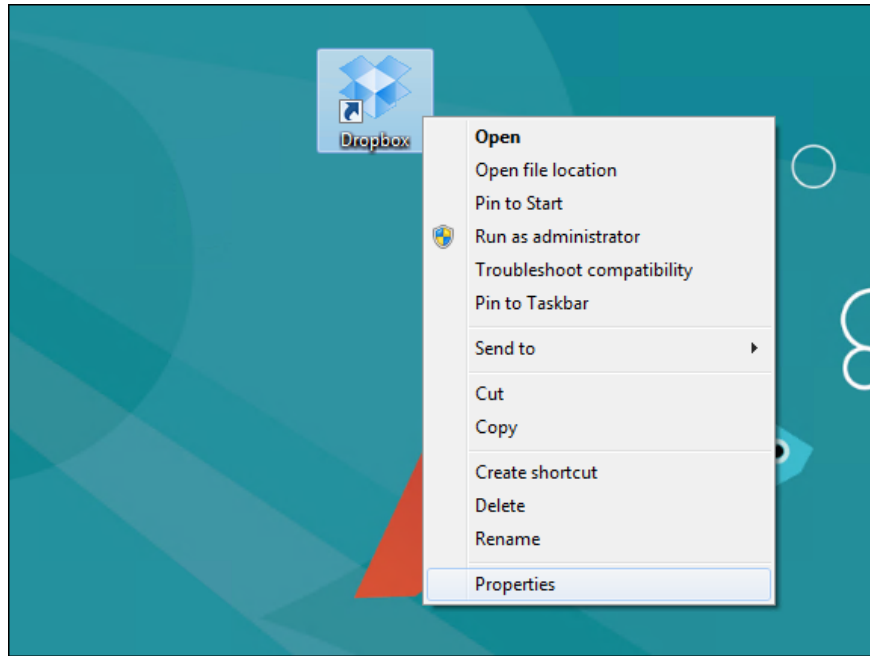 Dropbox
Open
Open file location
Pin to Start
Run as administrator
Troubleshoot compatibility
Pin to Taskbar
Send to
Cut
Copy
Create shortcut
Delete
Rename
Properties
8